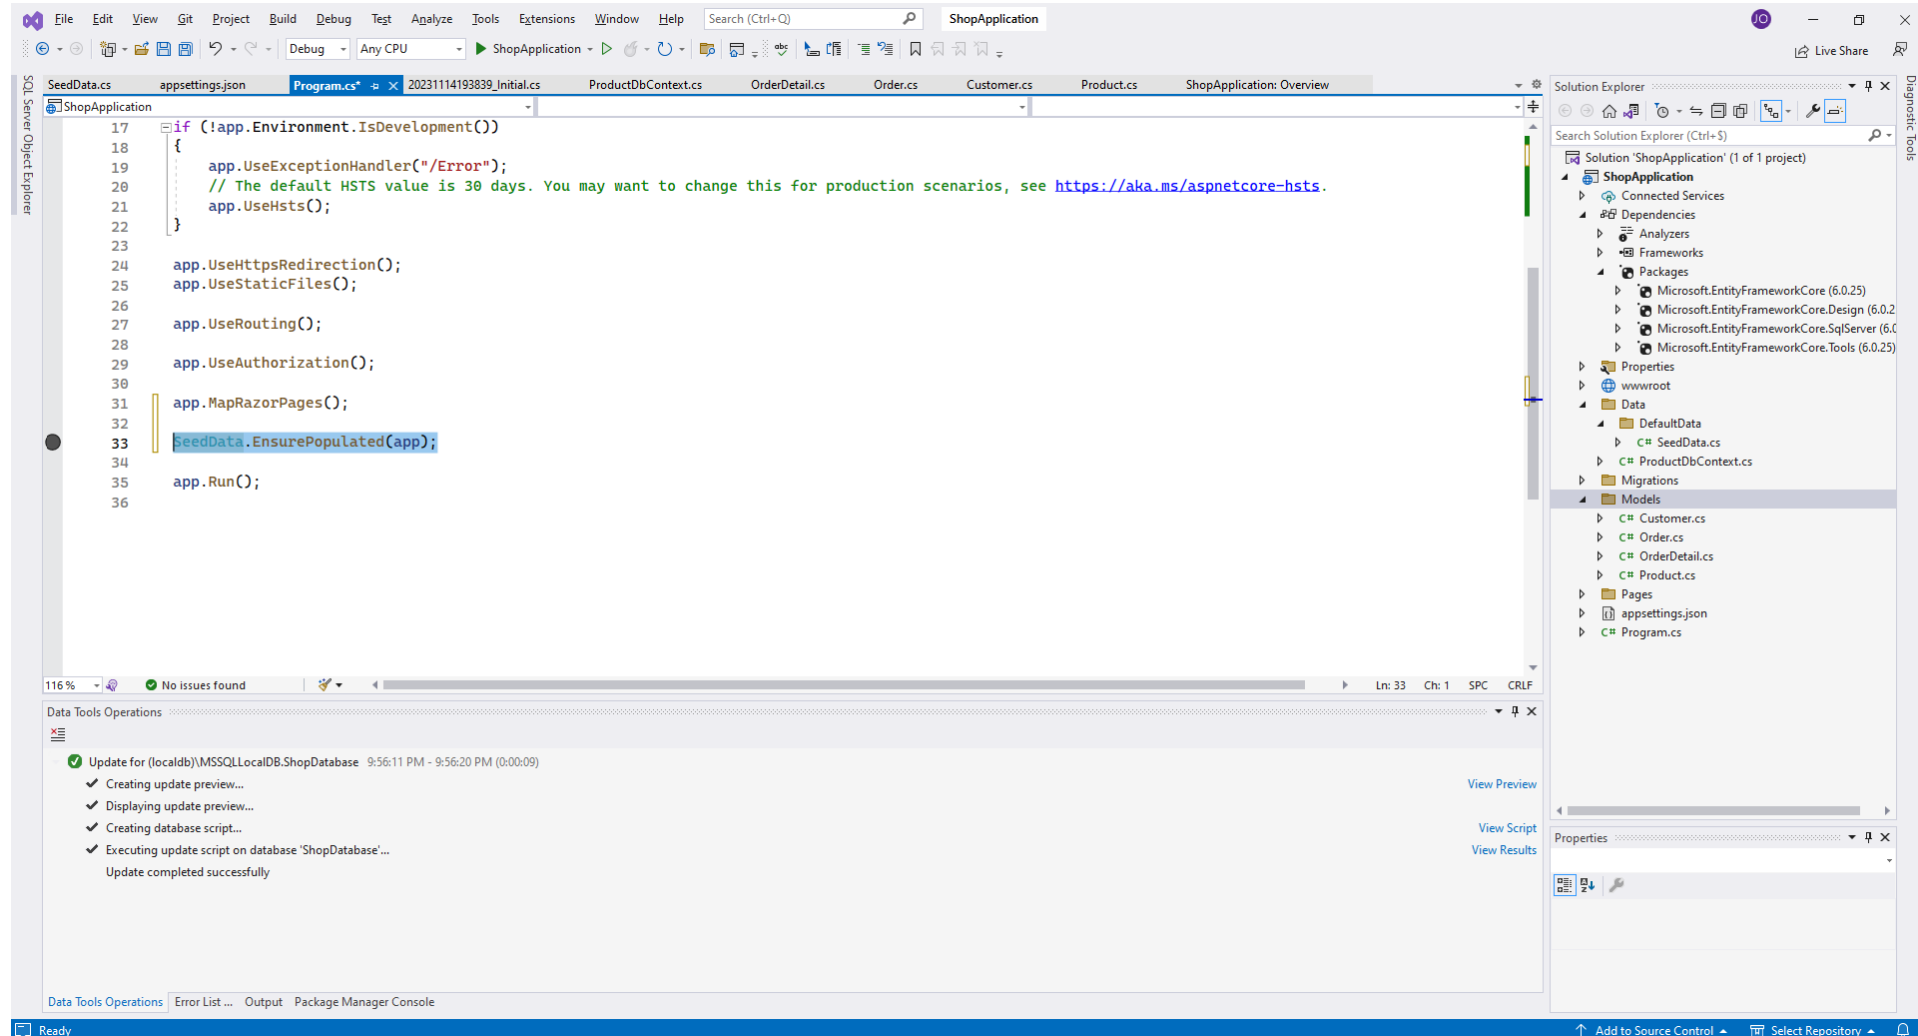 File Edit View Git Project Build Debug Test Analyze Tools Extensions Window Help Search (Ctrl+Q) ShopApplication JO
Debug Any CPU ShopApplication Live Share
SQL Server Object Explorer
SeedData.cs appsettings.json Program.cs* 20231114193839_Initial.cs ProductDbContext.cs OrderDetail.cs Order.cs Customer.cs Product.cs ShopApplication: Overview
ShopApplication
17 if (!app.Environment.IsDevelopment())
18 {
19 app.UseExceptionHandler("/Error");
20 // The default HSTS value is 30 days. You may want to change this for production scenarios, see https://aka.ms/aspnetcore-hsts.
21 app.UseHsts();
22 }
23
24 app.UseHttpsRedirection();
25 app.UseStaticFiles();
26
27 app.UseRouting();
28
29 app.UseAuthorization();
30
31 app.MapRazorPages();
32
33 SeedData.EnsurePopulated(app);
34
35 app.Run();
36
116 % No issues found Ln: 33 Ch: 1 SPC CRLF
Data Tools Operations
Update for (localdb)\MSSQLLocalDB.ShopDatabase 9:56:11 PM - 9:56:20 PM (0:00:09)
Creating update preview... View Preview
Displaying update preview...
Creating database script... View Script
Executing update script on database 'ShopDatabase'... View Results
Update completed successfully
Data Tools Operations Error List ... Output Package Manager Console
Solution Explorer
Search Solution Explorer (Ctrl+$)
Solution 'ShopApplication' (1 of 1 project)
ShopApplication
Connected Services
Dependencies
Analyzers
Frameworks
Packages
Microsoft.EntityFrameworkCore (6.0.25)
Microsoft.EntityFrameworkCore.Design (6.0.2
Microsoft.EntityFrameworkCore.SqlServer (6.0
Microsoft.EntityFrameworkCore.Tools (6.0.25)
Properties
wwwroot
Data
DefaultData
C# SeedData.cs
C# ProductDbContext.cs
Migrations
Models
C# Customer.cs
C# Order.cs
C# OrderDetail.cs
C# Product.cs
Pages
appsettings.json
C# Program.cs
Properties
Diagnostic Tools
Ready Add to Source Control Select Repository